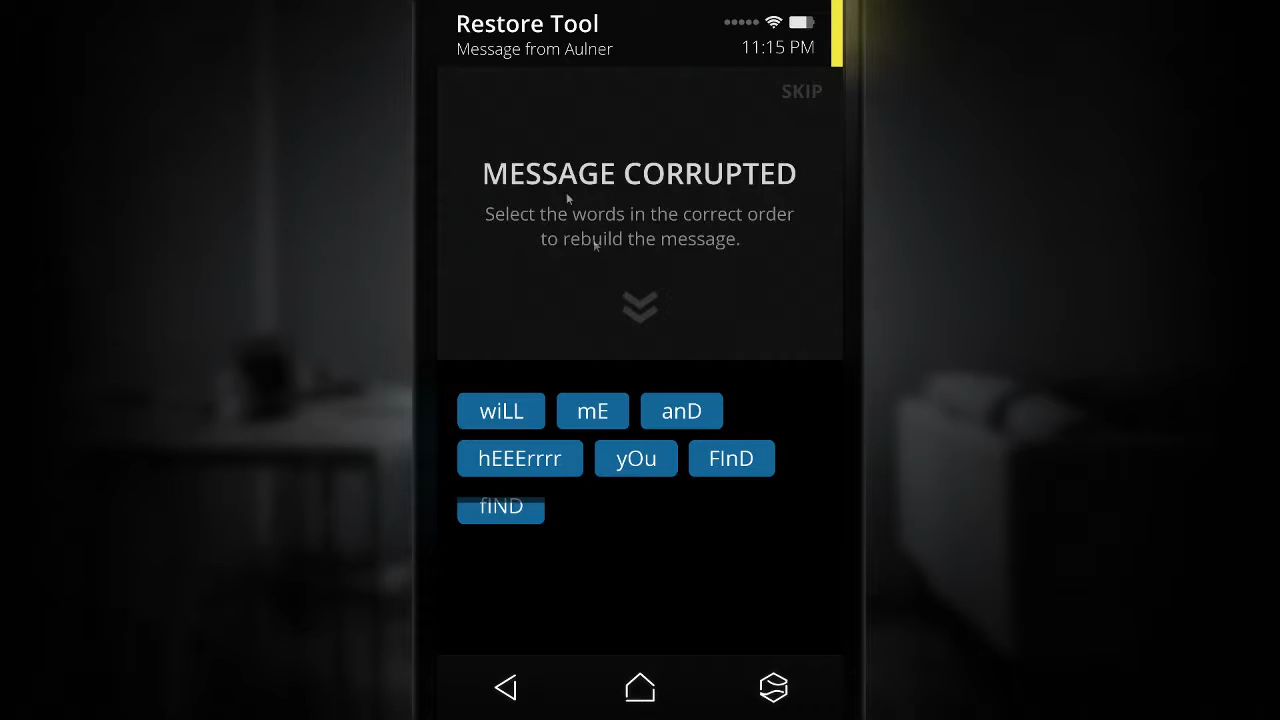 Restore Tool
Message from Aulner
11:15 PM
SKIP
MESSAGE CORRUPTED
Select the words in the correct order
to rebuild the message.
wiLL mE anD
hEEErrrr yOu FInD
fIND